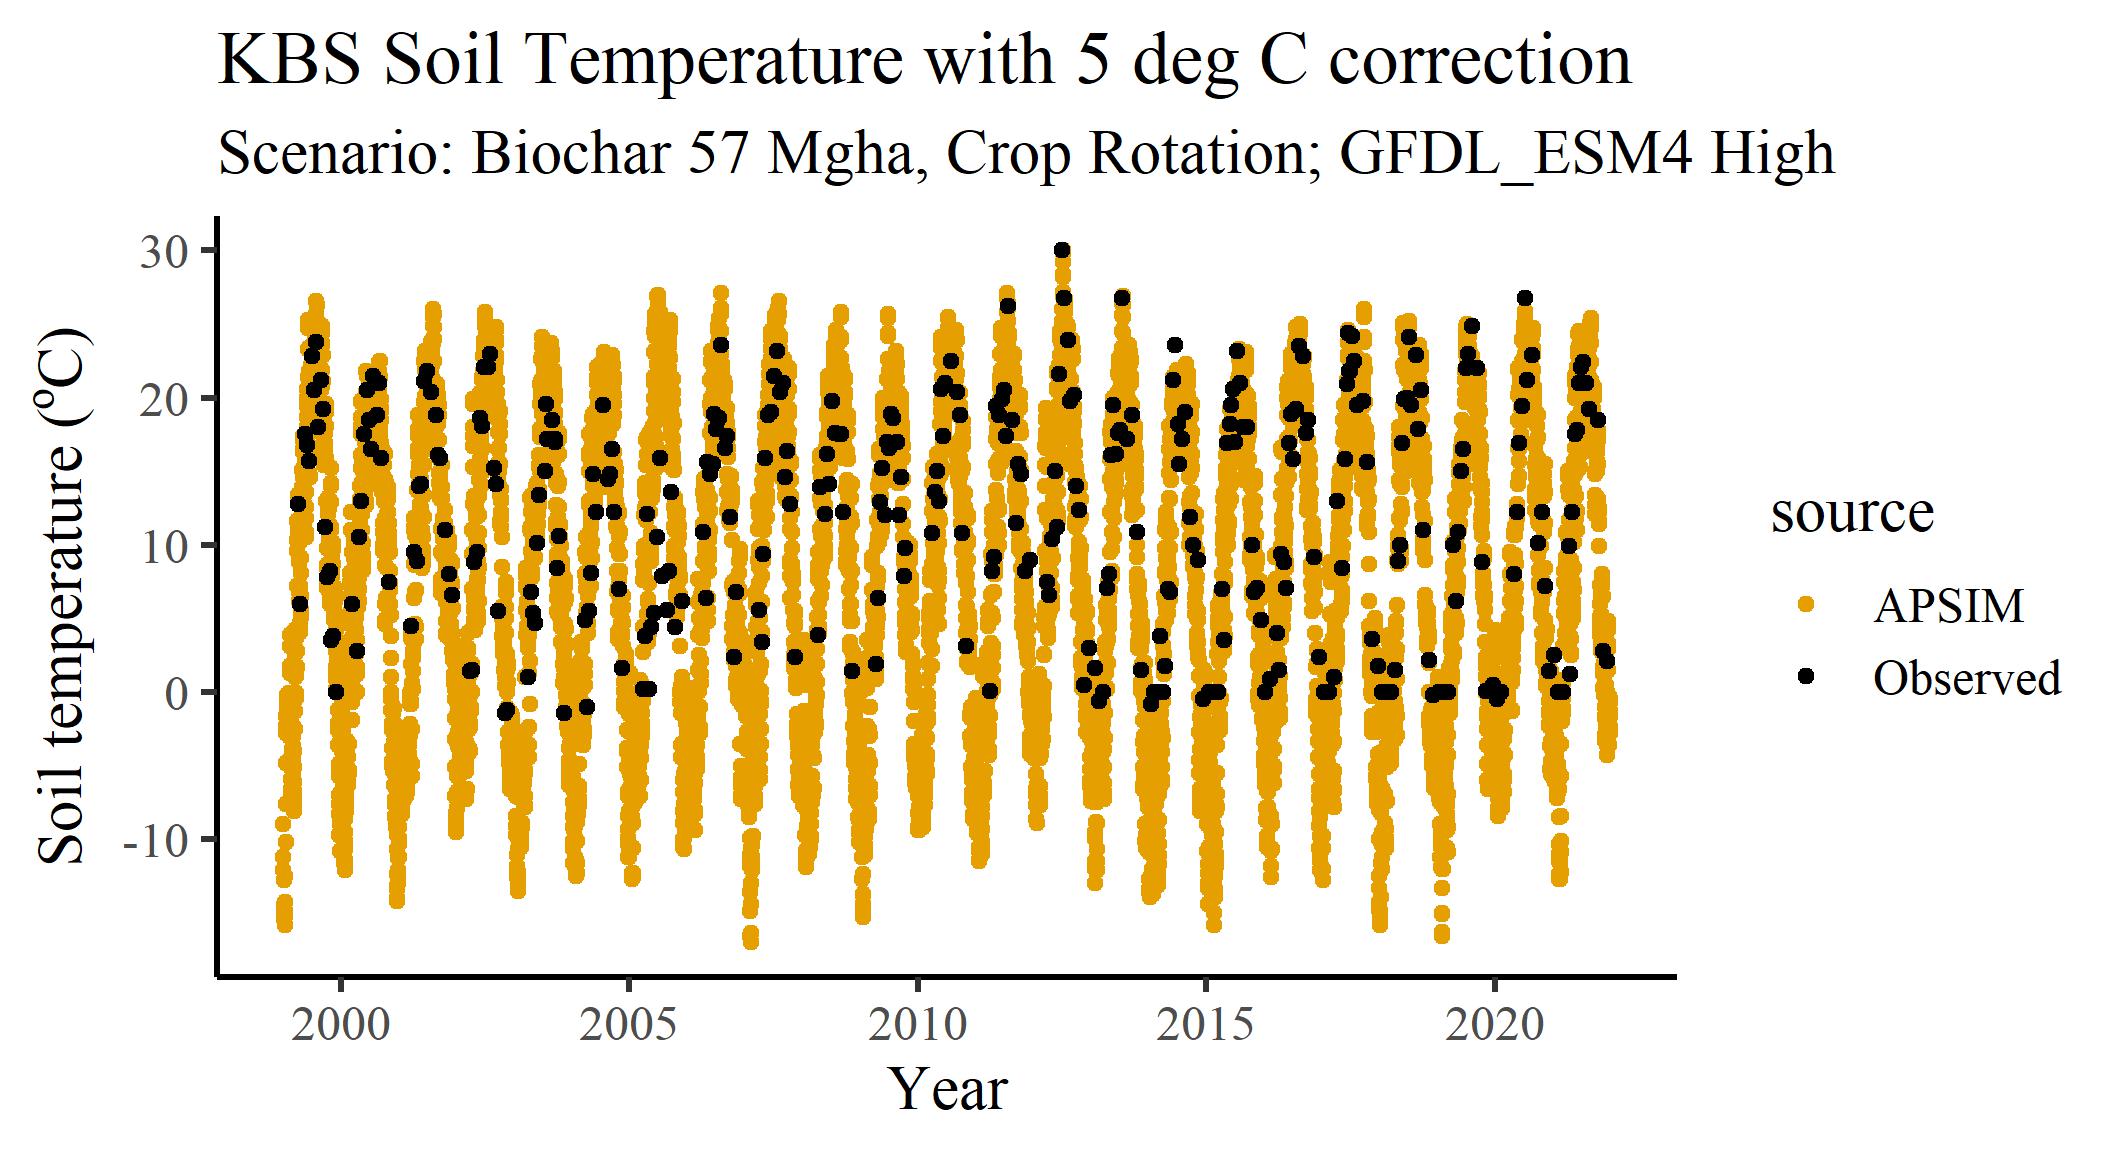 KBS Soil Temperature with 5 deg C correction
Scenario: Biochar 57 Mgha, Crop Rotation; GFDL_ESM4 High
Soil temperature (ºC)
30
20
10
0
-10
2000 2005 2010 2015 2020
Year
source
APSIM
Observed